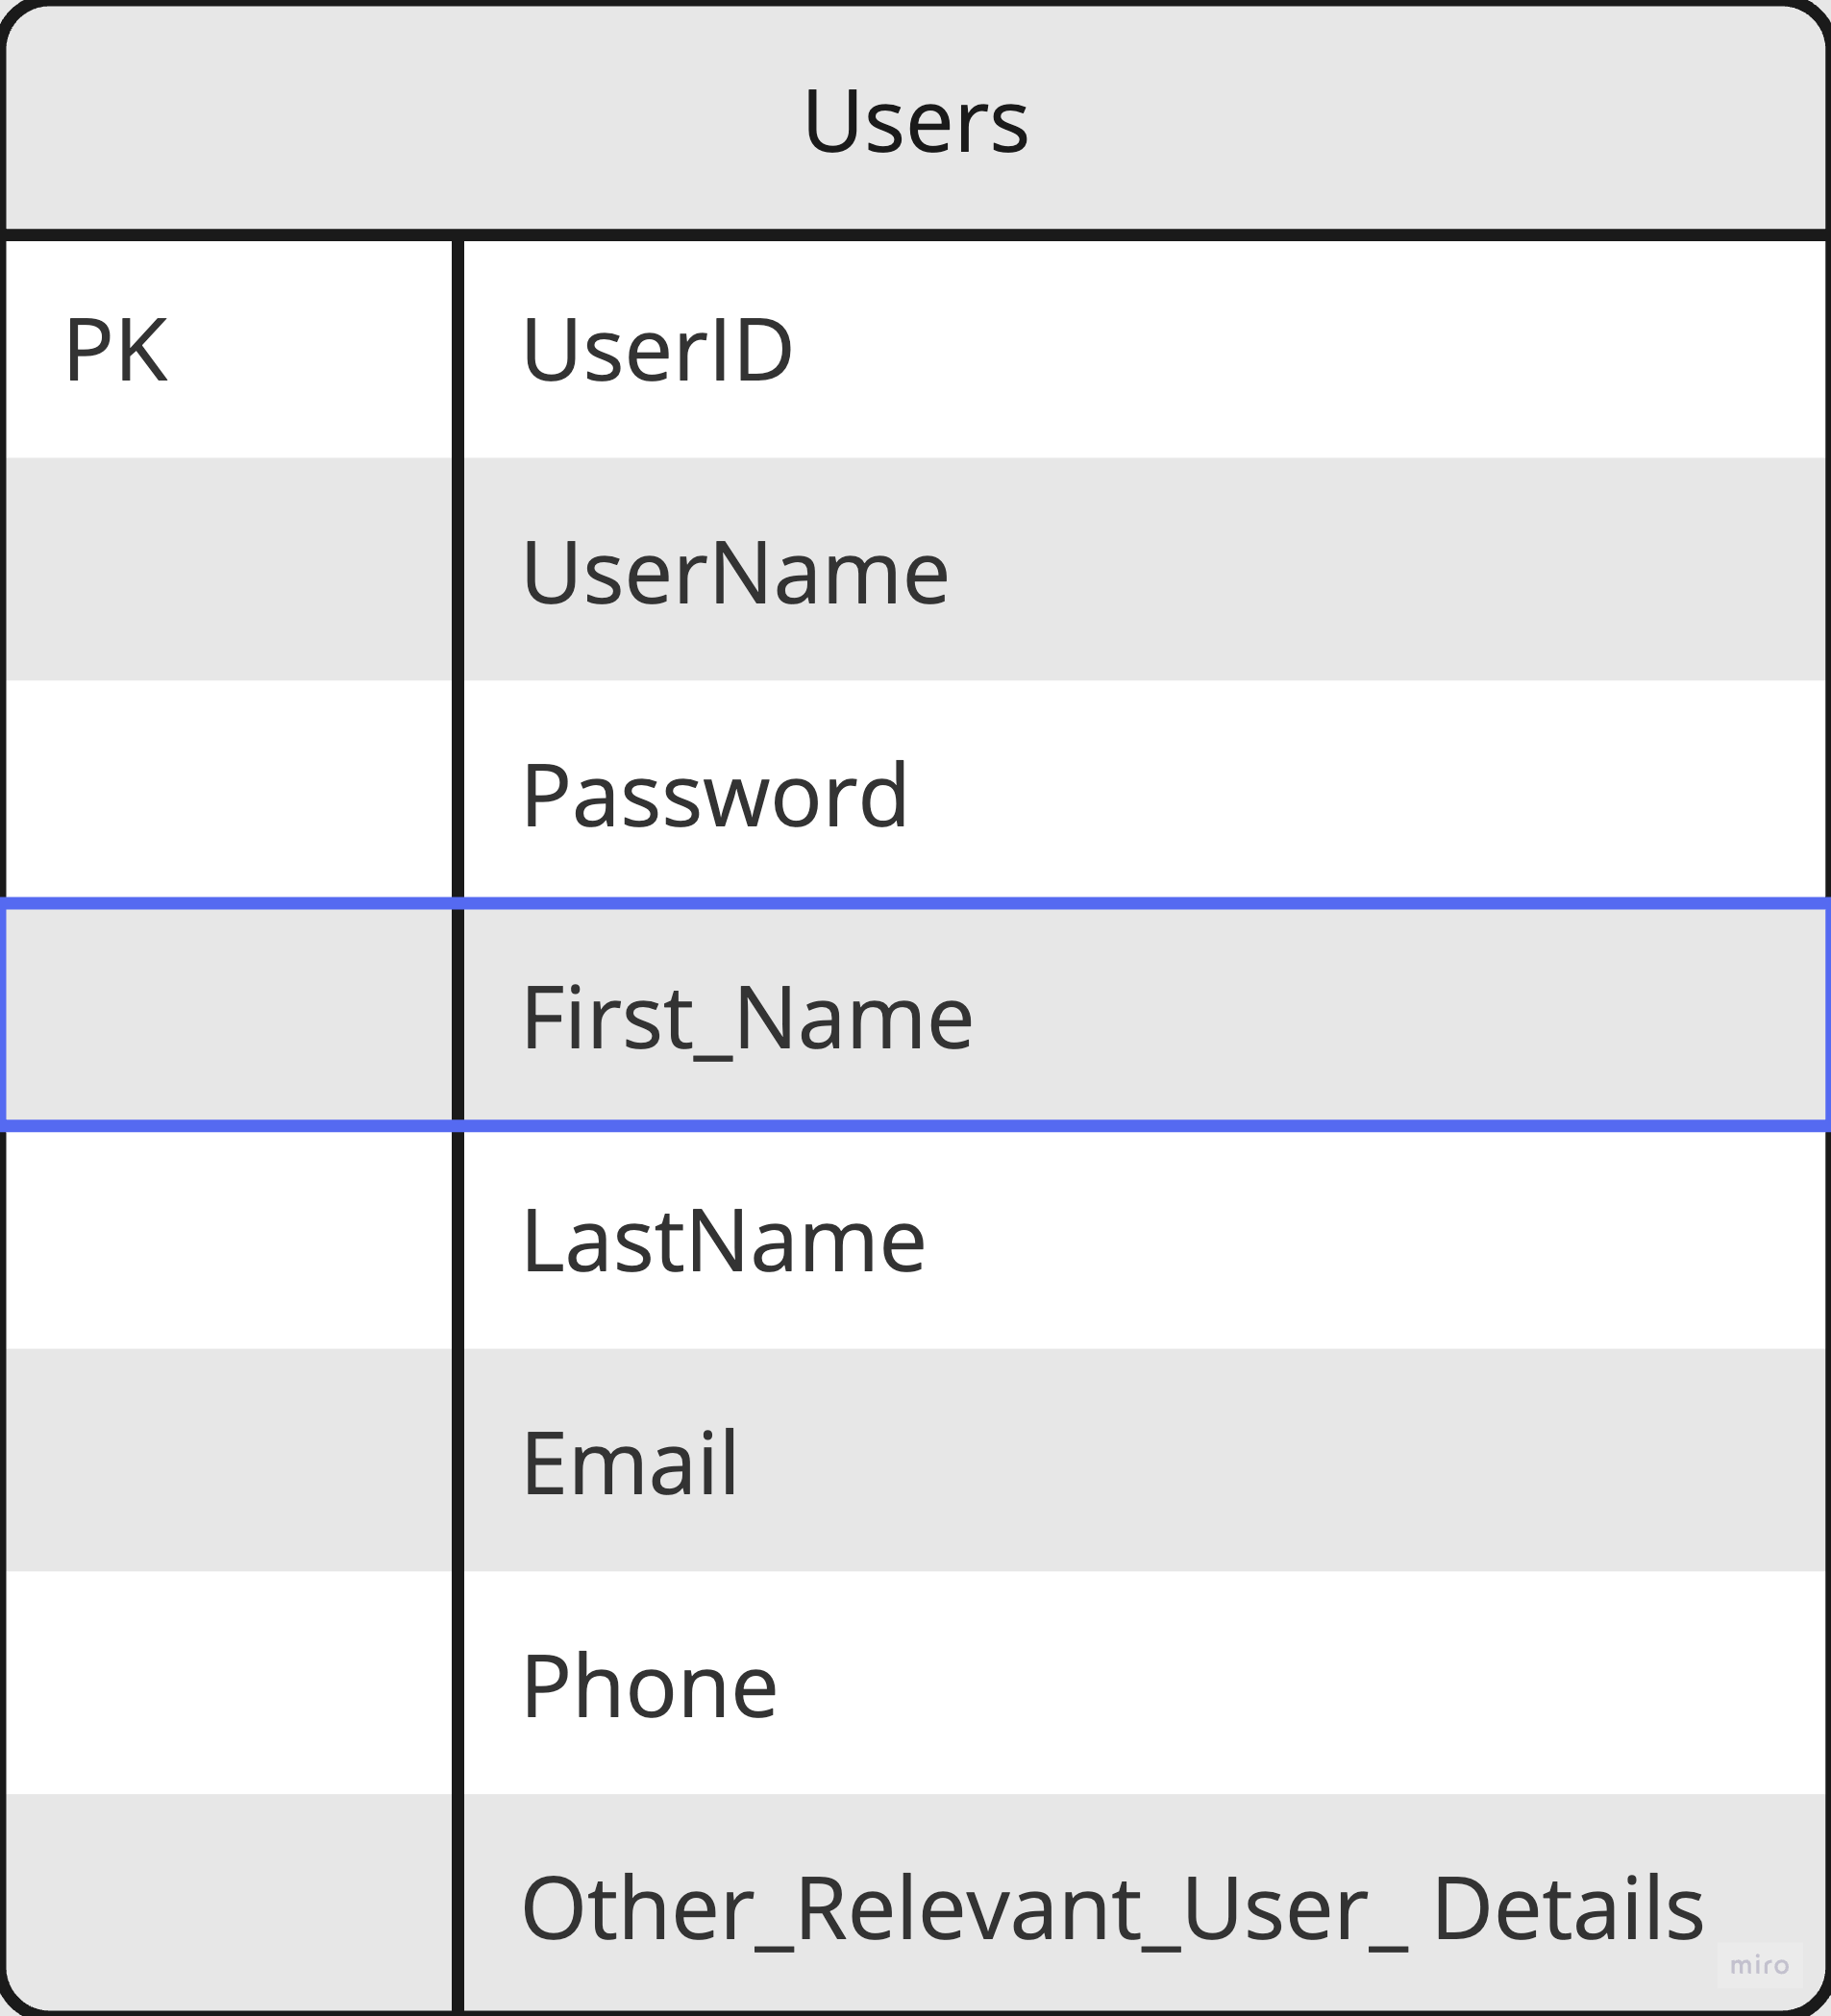 Users
PK UserID
UserName
Password
First_Name
LastName
Email
Phone
Other_Relevant_User_ Details
miro